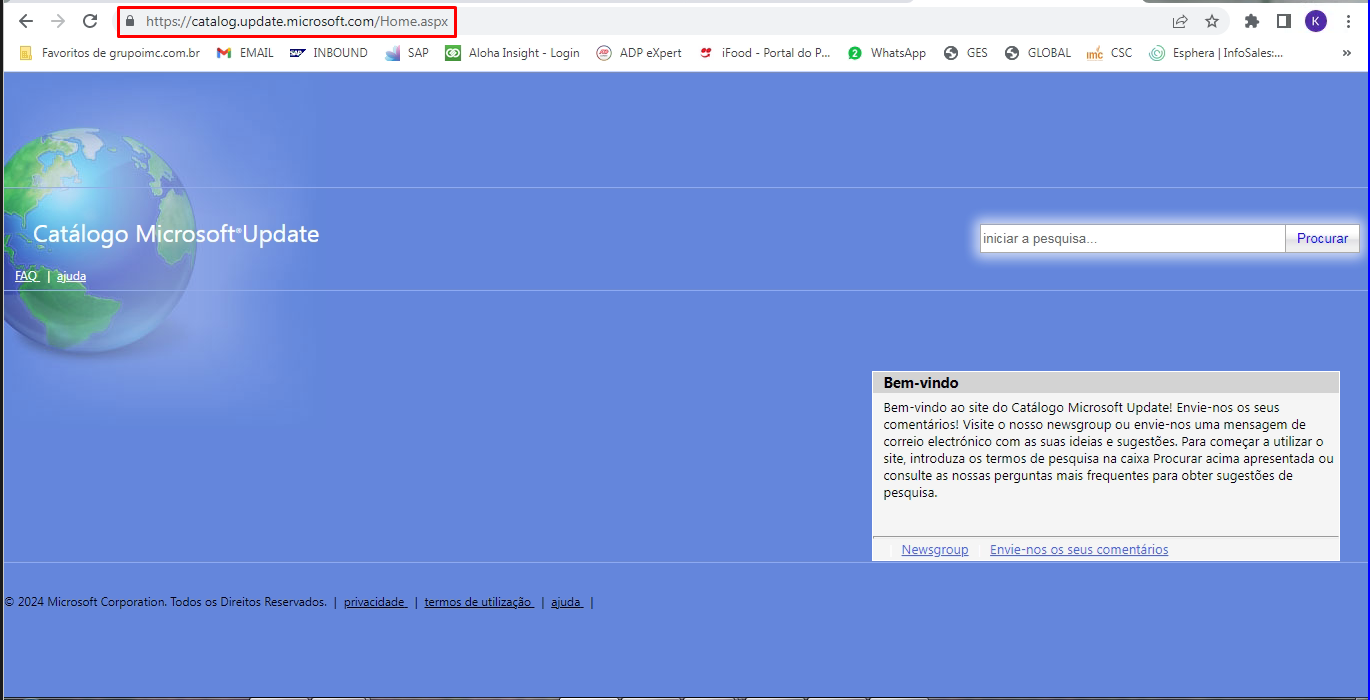 https://catalog.update.microsoft.com/Home.aspx
K
Favoritos de grupoimc.com.br EMAIL SAP INBOUND SAP Aloha Insight - Login ADP ADP eXpert iFood - Portal do P... 2 WhatsApp GES GLOBAL imc CSC Esphera | InfoSales:... »
Catálogo Microsoft®Update
iniciar a pesquisa... Procurar
FAQ | ajuda
Bem-vindo
Bem-vindo ao site do Catálogo Microsoft Update! Envie-nos os seus
comentários! Visite o nosso newsgroup ou envie-nos uma mensagem de
correio electrónico com as suas ideias e sugestões. Para começar a utilizar o
site, introduza os termos de pesquisa na caixa Procurar acima apresentada ou
consulte as nossas perguntas mais frequentes para obter sugestões de
pesquisa.
Newsgroup | Envie-nos os seus comentários
© 2024 Microsoft Corporation. Todos os Direitos Reservados. | privacidade | termos de utilização | ajuda |